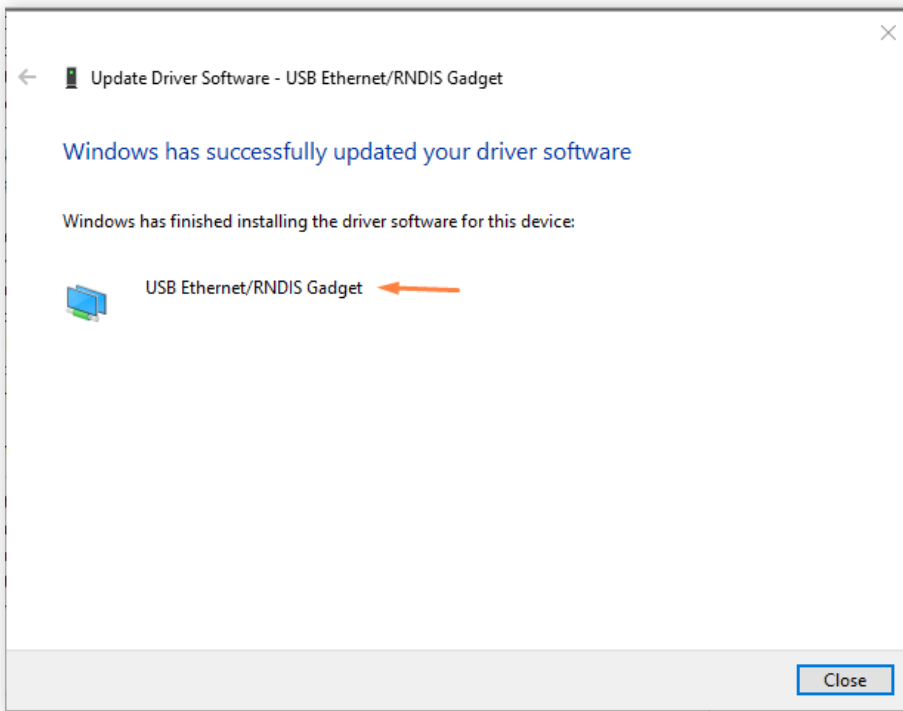 Update Driver Software - USB Ethernet/RNDIS Gadget
Windows has successfully updated your driver software
Windows has finished installing the driver software for this device:
USB Ethernet/RNDIS Gadget
Close